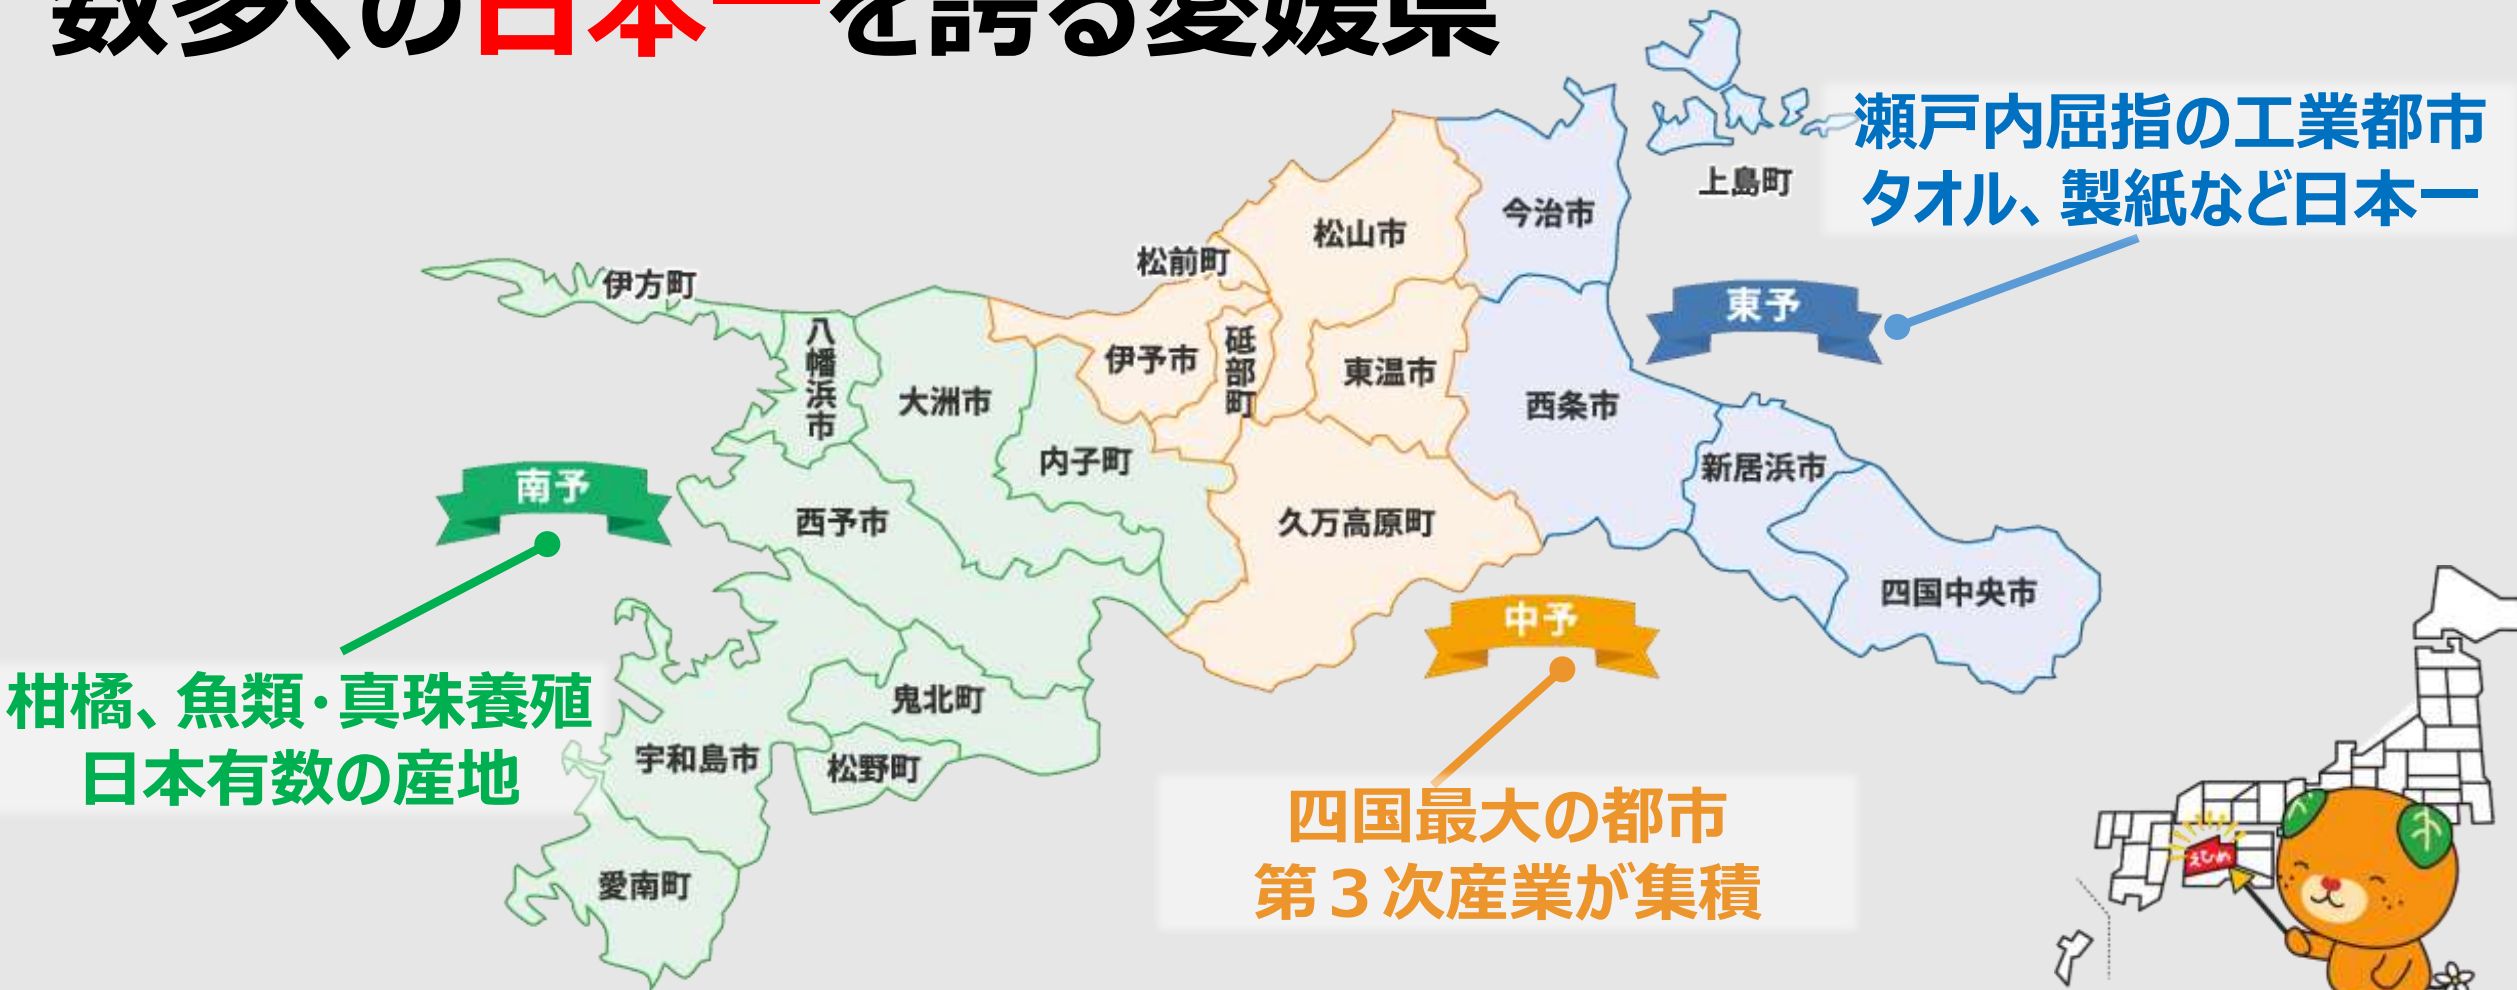 数多くの日本一を誇る愛媛県
瀬戸内屈指の工業都市
タオル、製紙など日本一
上島町
今治市
松山市
松前町
伊方町
東予
八幡浜市
砥部町
伊予市
東温市
大洲市
西条市
内子町
新居浜市
南予
西予市
久万高原町
四国中央市
中予
柑橘、魚類・真珠養殖
日本有数の産地
鬼北町
宇和島市
松野町
四国最大の都市
第3次産業が集積
えひめ
愛南町